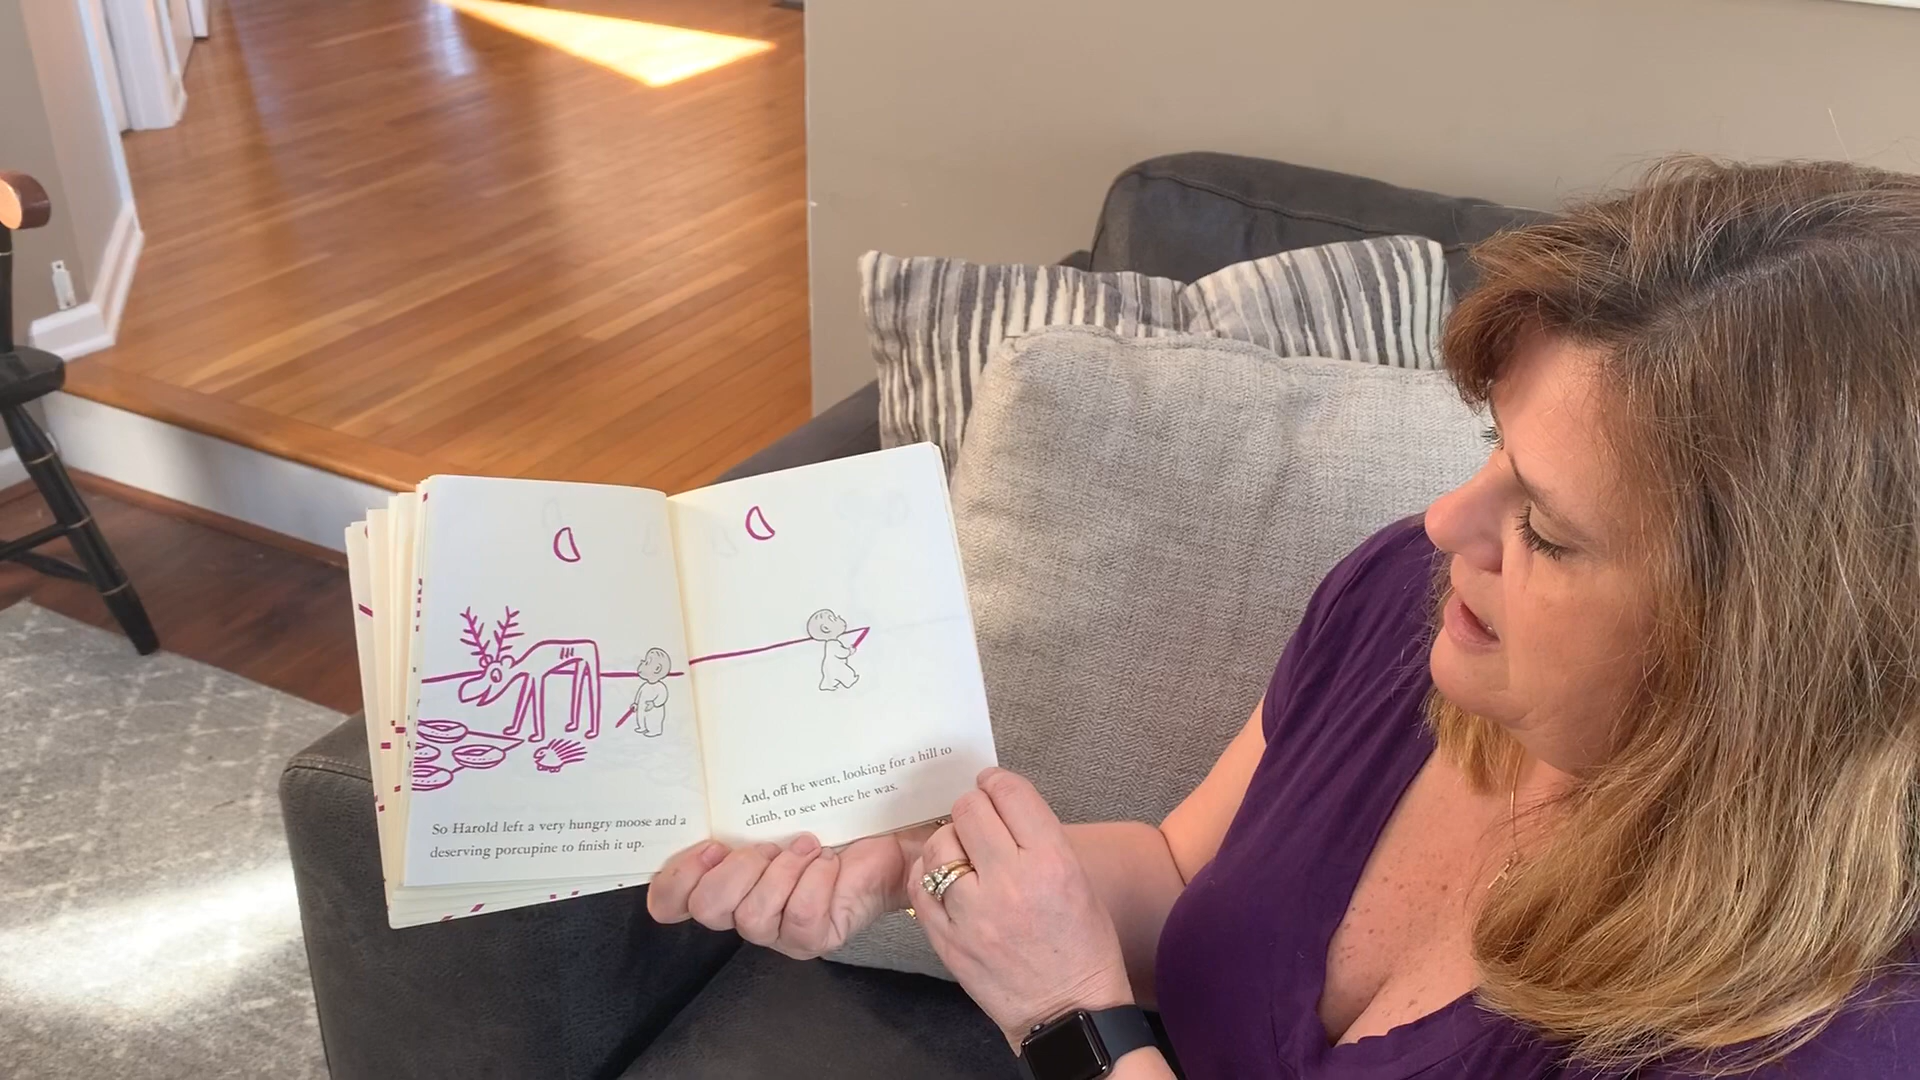 So Harold left a very hungry moose and a
deserving porcupine to finish it up.
And, off he went, looking for a hill to
climb, to see where he was.